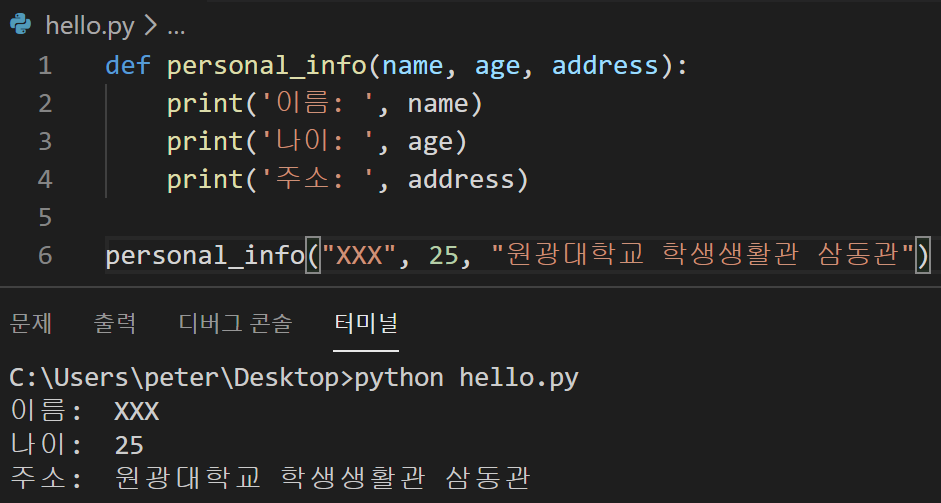 hello.py > ...
1 def personal_info(name, age, address):
2     print('이름: ', name)
3     print('나이: ', age)
4     print('주소: ', address)
5
6 personal_info("XXX", 25, "원광대학교 학생생활관 삼동관")
문제 출력 디버그 콘솔 터미널
C:\Users\peter\Desktop>python hello.py
이름:  XXX
나이:  25
주소:  원광대학교 학생생활관 삼동관